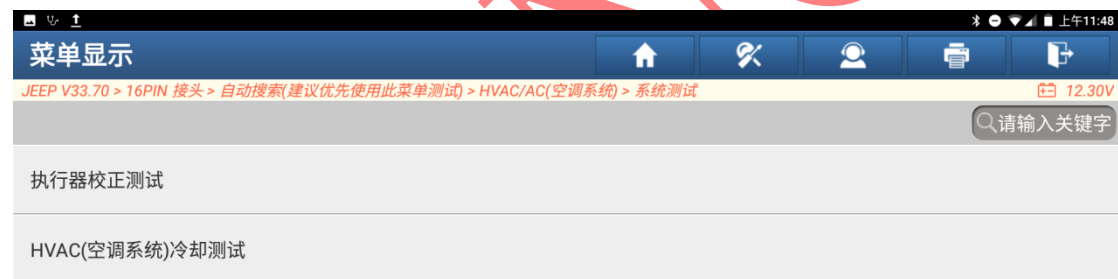 上午11:48
菜单显示
JEEP V33.70 > 16PIN 接头 > 自动搜索(建议优先使用此菜单测试) > HVAC/AC(空调系统) > 系统测试 12.30V
请输入关键字
执行器校正测试
HVAC(空调系统)冷却测试